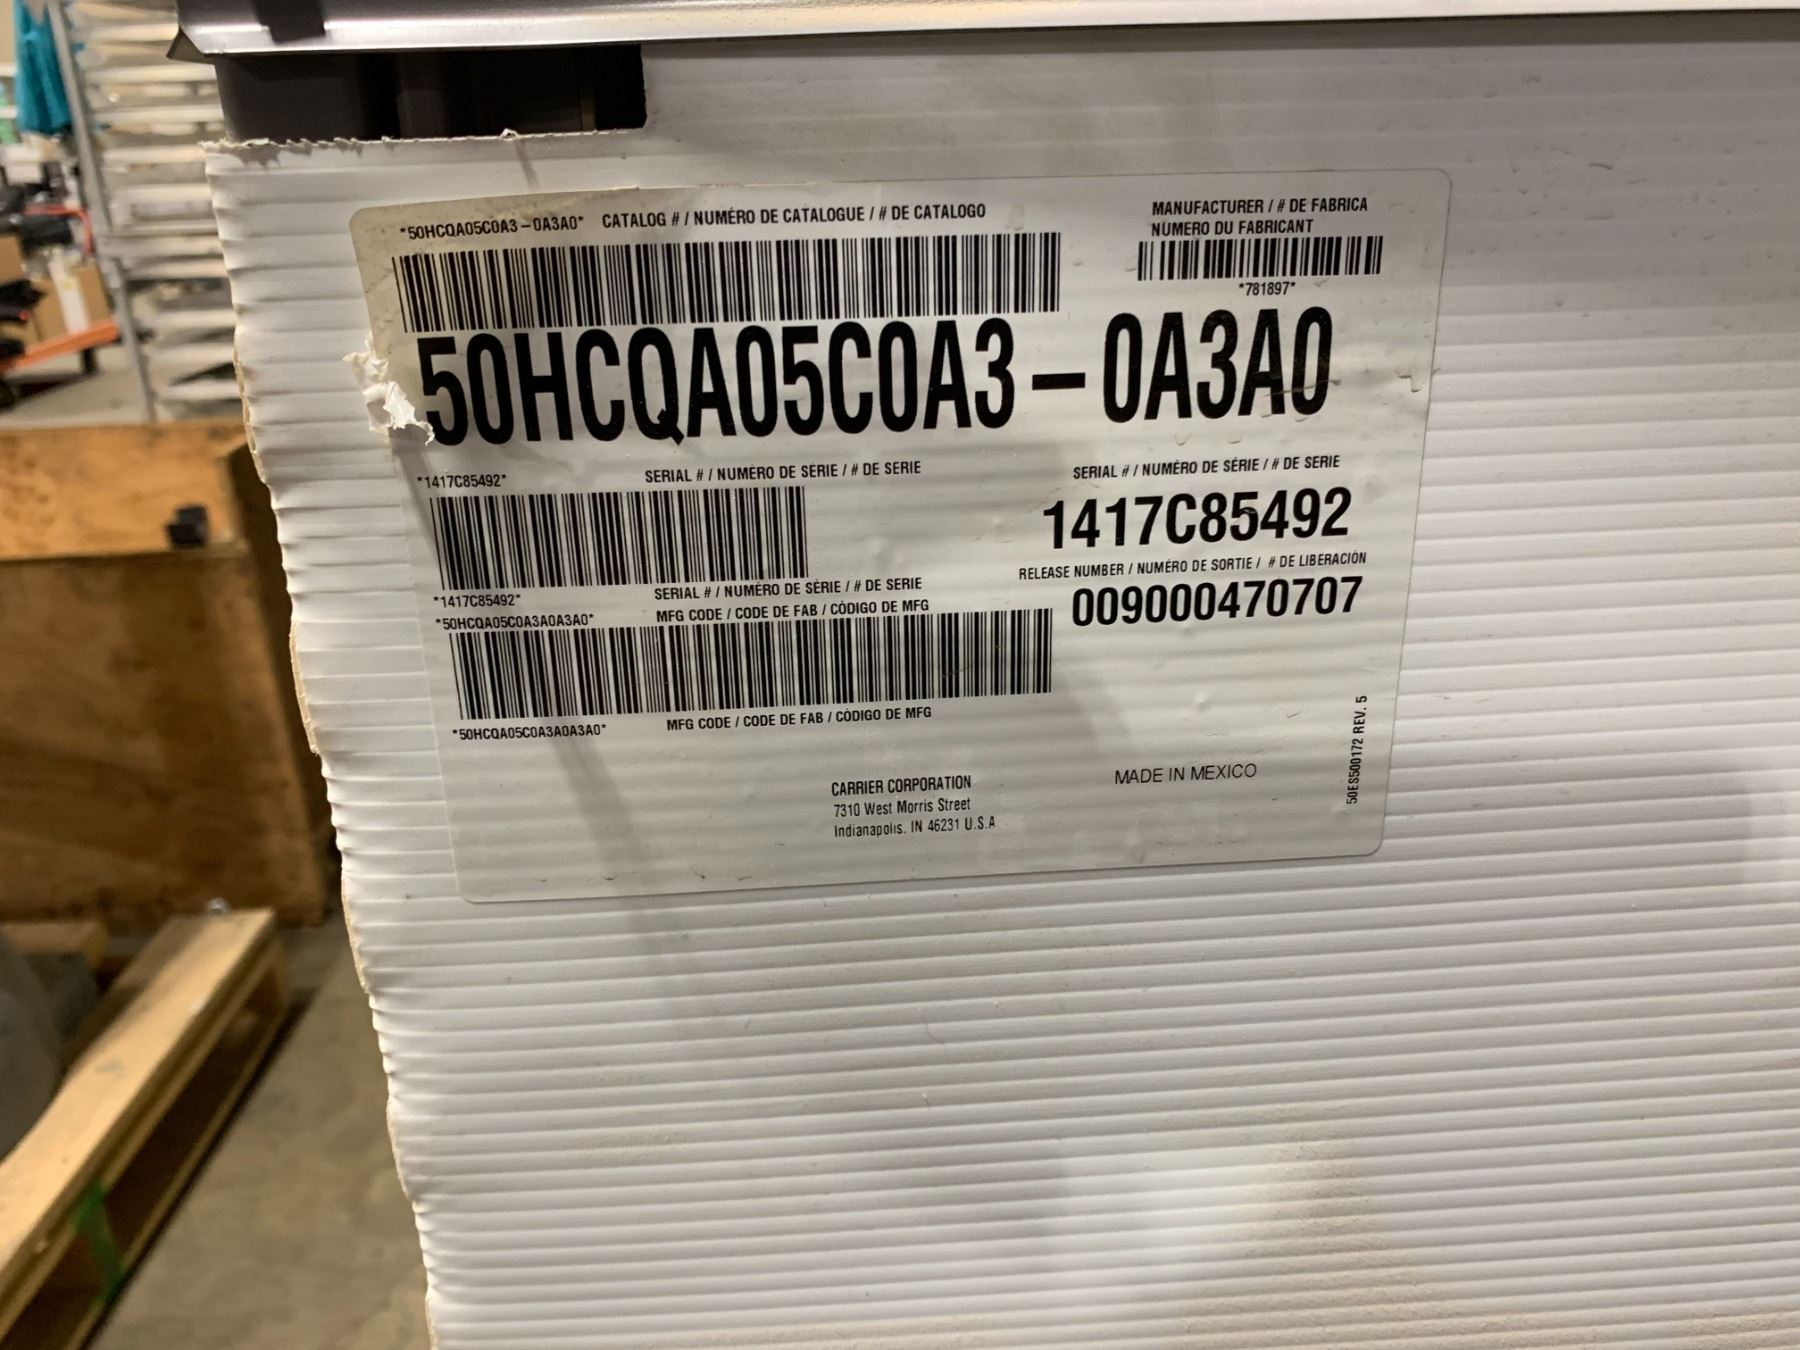 *50HCQA05C0A3-0A3A0* CATALOG # / NUMÉRO DE CATALOGUE / # DE CATALOGO
MANUFACTURER / # DE FABRICA
NUMERO DU FABRICANT
*781897*
50HCQA05C0A3-0A3A0
*1417C85492* SERIAL # / NUMÉRO DE SÉRIE / # DE SERIE
SERIAL # / NUMÉRO DE SÉRIE / # DE SERIE
1417C85492
RELEASE NUMBER / NUMÉRO DE SORTIE / # DE LIBERACIÓN
009000470707
*1417C85492* SERIAL # / NUMÉRO DE SÉRIE / # DE SERIE
*50HCQA05C0A3A0A3A0* MFG CODE / CODE DE FAB / CÓDIGO DE MFG
*50HCQA05C0A3A0A3A0* MFG CODE / CODE DE FAB / CÓDIGO DE MFG
CARRIER CORPORATION
7310 West Morris Street
Indianapolis. IN 46231 U.S.A
MADE IN MEXICO
50ES500172 REV. 5